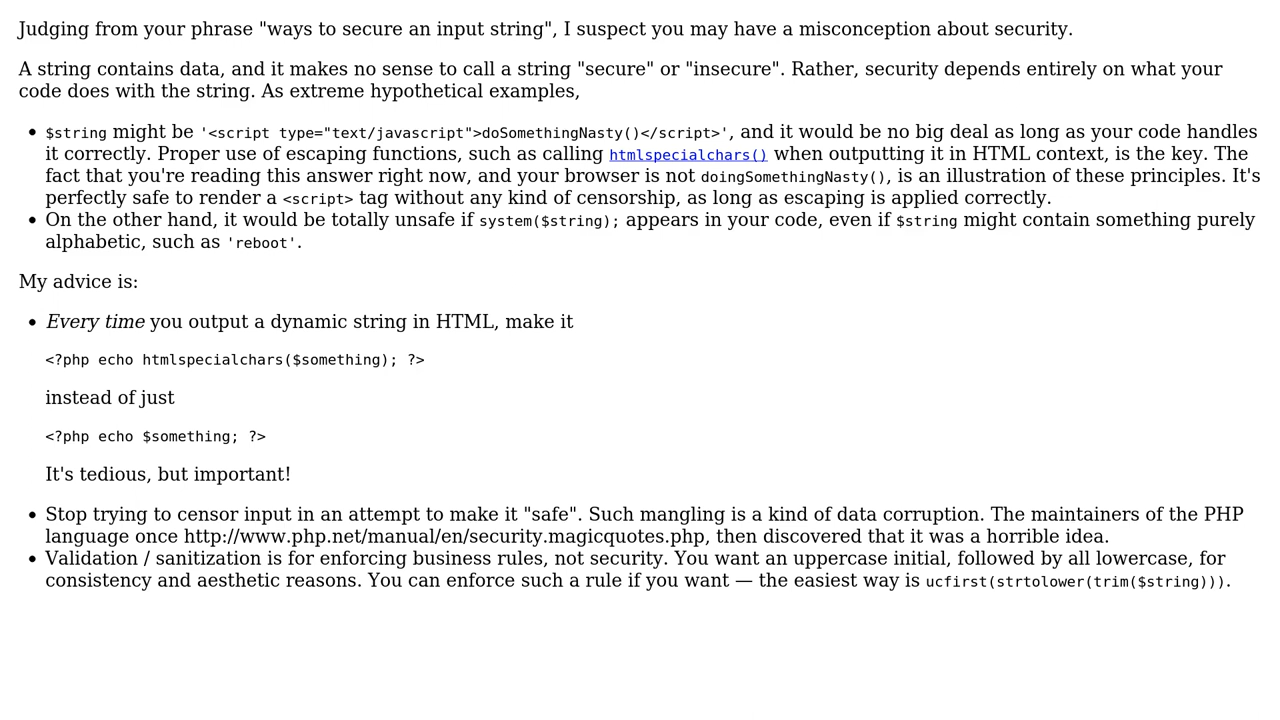 Judging from your phrase "ways to secure an input string", I suspect you may have a misconception about security.
A string contains data, and it makes no sense to call a string "secure" or "insecure". Rather, security depends entirely on what your
code does with the string. As extreme hypothetical examples,
• $string might be '<script type="text/javascript">doSomethingNasty()</script>', and it would be no big deal as long as your code handles
it correctly. Proper use of escaping functions, such as calling htmlspecialchars() when outputting it in HTML context, is the key. The
fact that you're reading this answer right now, and your browser is not doingSomethingNasty(), is an illustration of these principles. It's
perfectly safe to render a <script> tag without any kind of censorship, as long as escaping is applied correctly.
• On the other hand, it would be totally unsafe if system($string); appears in your code, even if $string might contain something purely
alphabetic, such as 'reboot'.
My advice is:
• Every time you output a dynamic string in HTML, make it
<?php echo htmlspecialchars($something); ?>
instead of just
<?php echo $something; ?>
It's tedious, but important!
• Stop trying to censor input in an attempt to make it "safe". Such mangling is a kind of data corruption. The maintainers of the PHP
language once http://www.php.net/manual/en/security.magicquotes.php, then discovered that it was a horrible idea.
• Validation / sanitization is for enforcing business rules, not security. You want an uppercase initial, followed by all lowercase, for
consistency and aesthetic reasons. You can enforce such a rule if you want — the easiest way is ucfirst(strtolower(trim($string))).